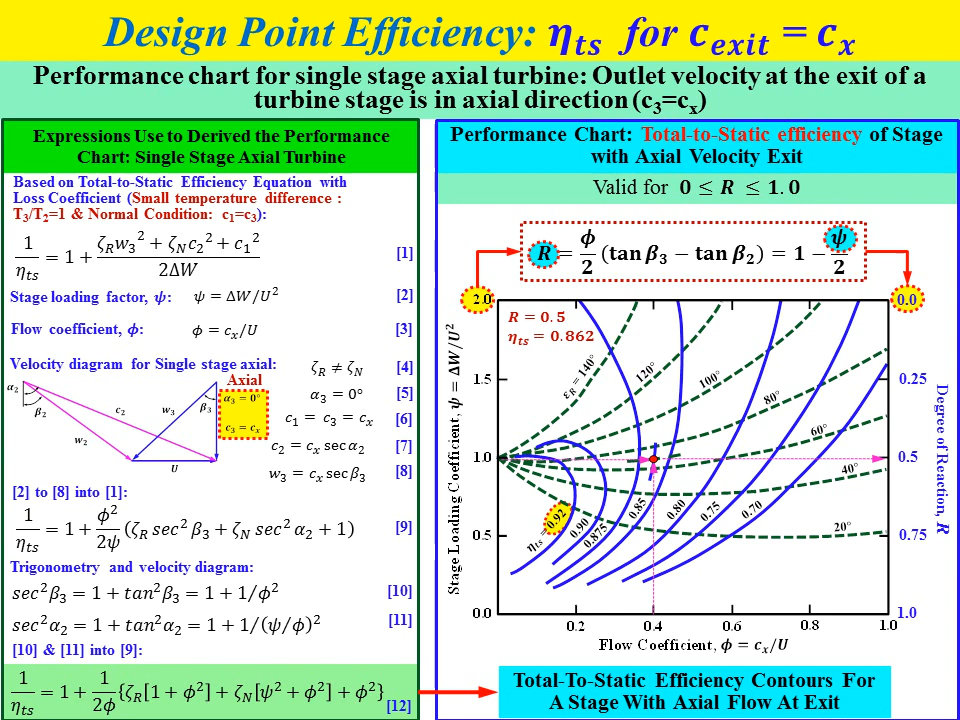 Design Point Efficiency: η_ts for c_exit = c_x
Performance chart for single stage axial turbine: Outlet velocity at the exit of a
turbine stage is in axial direction (c₃=cₓ)
Expressions Use to Derived the Performance
Chart: Single Stage Axial Turbine
Based on Total-to-Static Efficiency Equation with
Loss Coefficient (Small temperature difference :
T₃/T₂=1 & Normal Condition: c₁=c₃):
1/η_ts = 1 + (ζ_R w₃² + ζ_N c₂² + c₁²)/2ΔW [1]
Stage loading factor, ψ: ψ = ΔW/U² [2]
Flow coefficient, ϕ: ϕ = cₓ/U [3]
Velocity diagram for Single stage axial: ζ_R ≠ ζ_N [4]
Axial
α₂
β₂
c₂
w₃
β₃
w₂
U
α₃ = 0°
c₃ = cₓ
α₃ = 0° [5]
c₁ = c₃ = cₓ [6]
c₂ = cₓ sec α₂ [7]
w₃ = cₓ sec β₃ [8]
[2] to [8] into [1]:
1/η_ts = 1 + ϕ²/2ψ (ζ_R sec² β₃ + ζ_N sec² α₂ + 1) [9]
Trigonometry and velocity diagram:
sec²β₃ = 1 + tan²β₃ = 1 + 1/ϕ² [10]
sec²α₂ = 1 + tan²α₂ = 1 + 1/(ψ/ϕ)² [11]
[10] & [11] into [9]:
1/η_ts = 1 + 1/2ϕ {ζ_R[1 + ϕ²] + ζ_N[ψ² + ϕ²] + ϕ²} [12]
Performance Chart: Total-to-Static efficiency of Stage
with Axial Velocity Exit
Valid for 0 ≤ R ≤ 1.0
R = ϕ/2 (tan β₃ − tan β₂) = 1 − ψ/2
2.0
1.5
1.0
0.5
0.0
Stage Loading Coefficient, ψ = ΔW/U²
R = 0.5
η_ts = 0.862
ε_R = 140°
120°
100°
80°
60°
40°
20°
η_ts = 0.92
0.90
0.875
0.85
0.80
0.75
0.70
0.0
0.25
0.5
0.75
1.0
Degree of Reaction, R
0.2
0.4
0.6
0.8
1.0
Flow Coefficient, ϕ = cₓ/U
Total-To-Static Efficiency Contours For
A Stage With Axial Flow At Exit